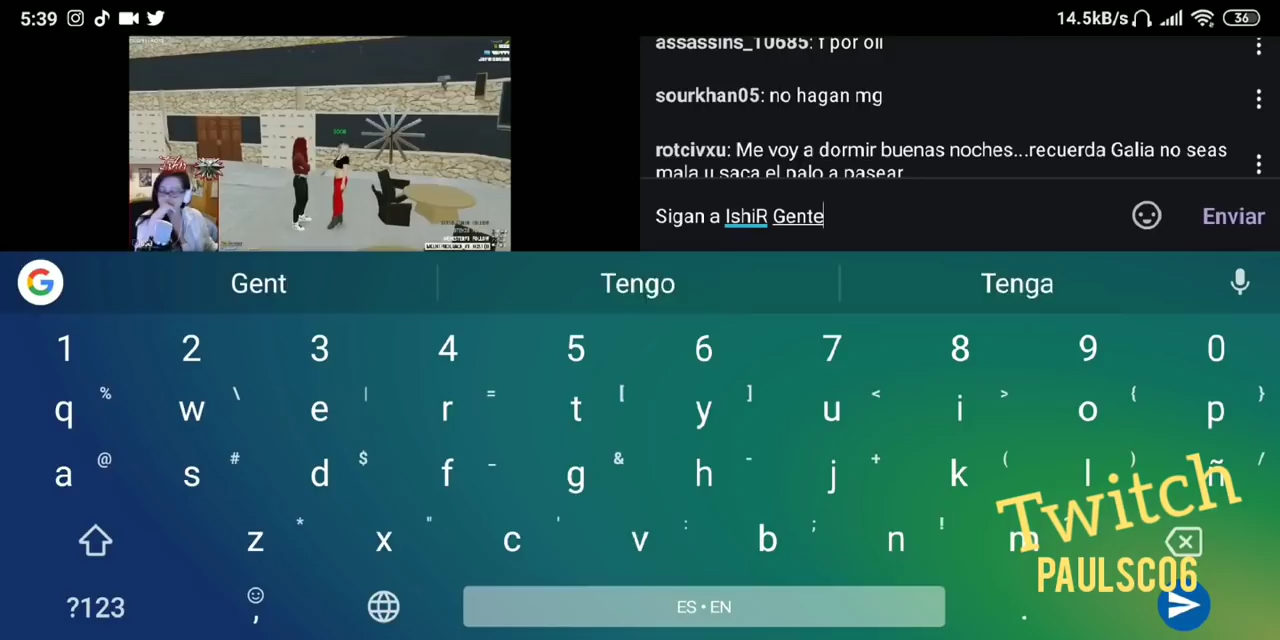 5:39
14.5kB/s
36
assassins_10685: f por oli
sourkhan05: no hagan mg
rotcivxu: Me voy a dormir buenas noches...recuerda Galia no seas
mala y saca el palo a pasear
Sigan a IshiR Gente
Enviar
Gent Tengo Tenga
1 2 3 4 5 6 7 8 9 0
% \ | = [ ] < > { }
q w e r t y u i o p
@ # $ _ & - + ( ) /
a s d f g h j k l ñ
* " ' : ; !
z x c v b n m
?123 , ES • EN .
Twitch
PAULSC06